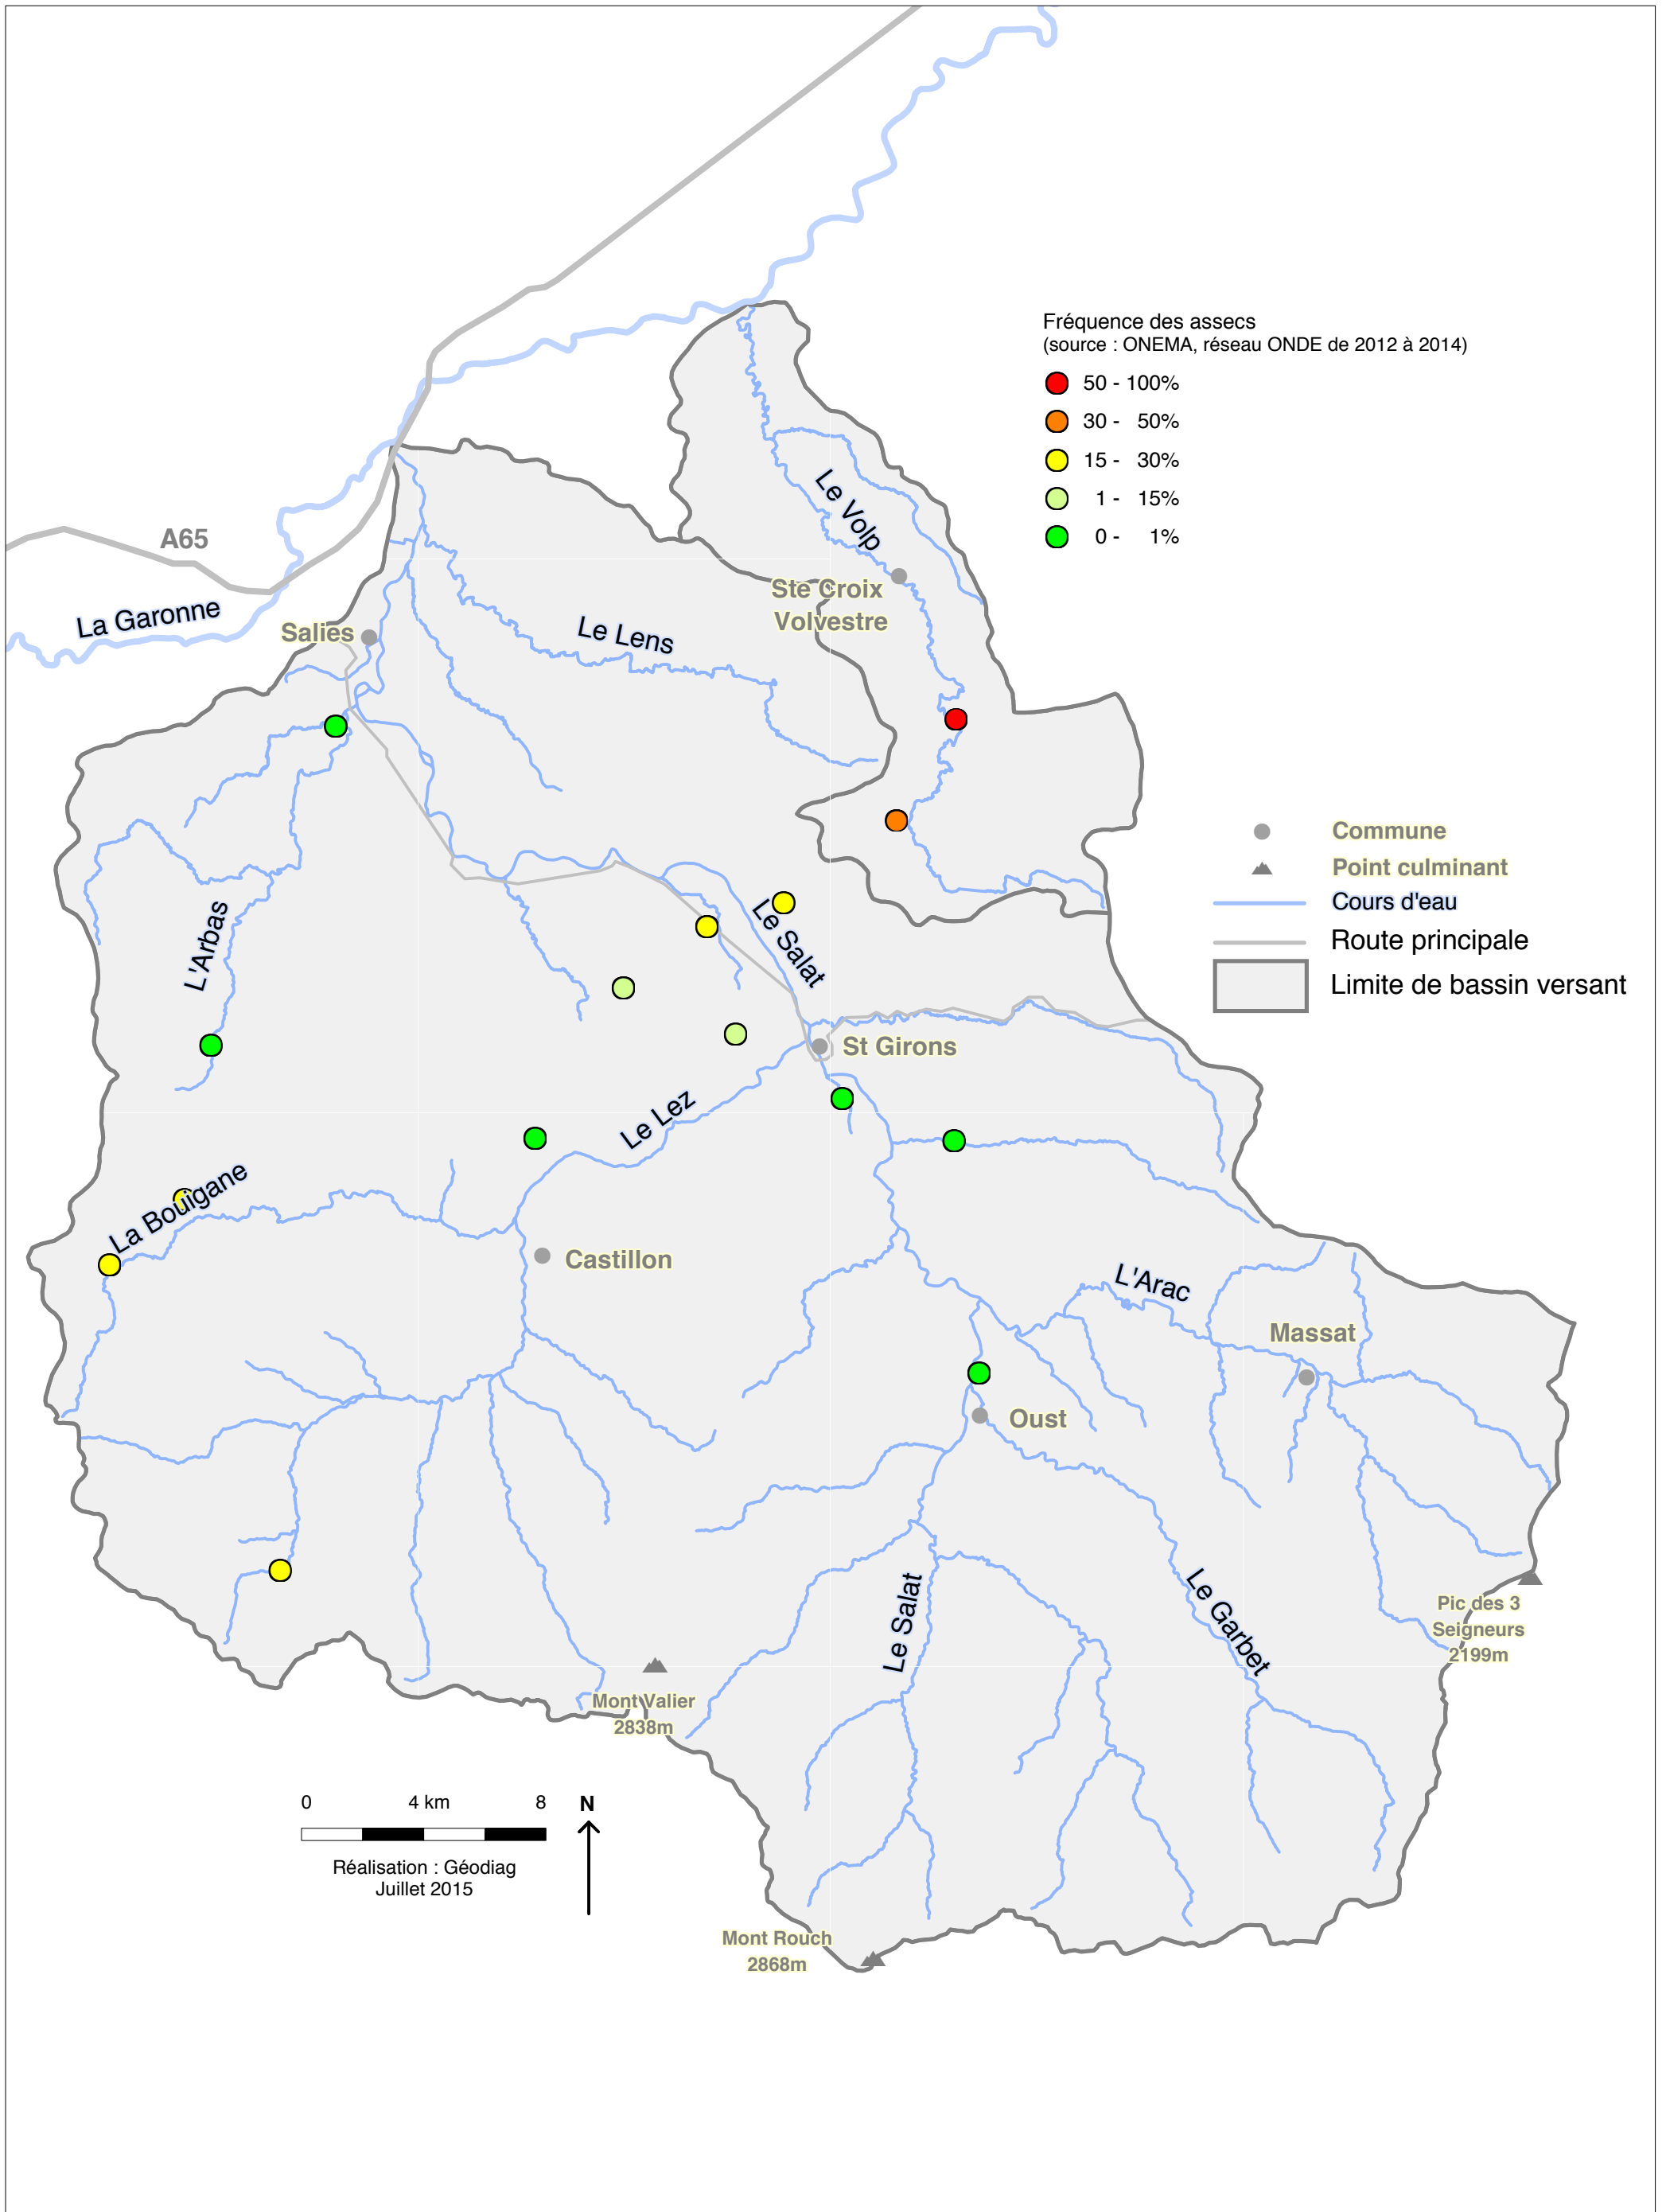 Fréquence des assecs
(source : ONEMA, réseau ONDE de 2012 à 2014)
50 - 100%
30 - 50%
15 - 30%
1 - 15%
0 - 1%
Le Volp
A65
Ste Croix
Volvestre
La Garonne
Salies
Le Lens
Commune
Point culminant
Cours d'eau
Route principale
Limite de bassin versant
L'Arbas
Le Salat
St Girons
Le Lez
La Bouigane
Castillon
L'Arac
Massat
Oust
Le Salat
Le Garbet
Pic des 3
Seigneurs
2199m
Mont Valier
2838m
0 4 km 8
N
Réalisation : Géodiag
Juillet 2015
Mont Rouch
2868m